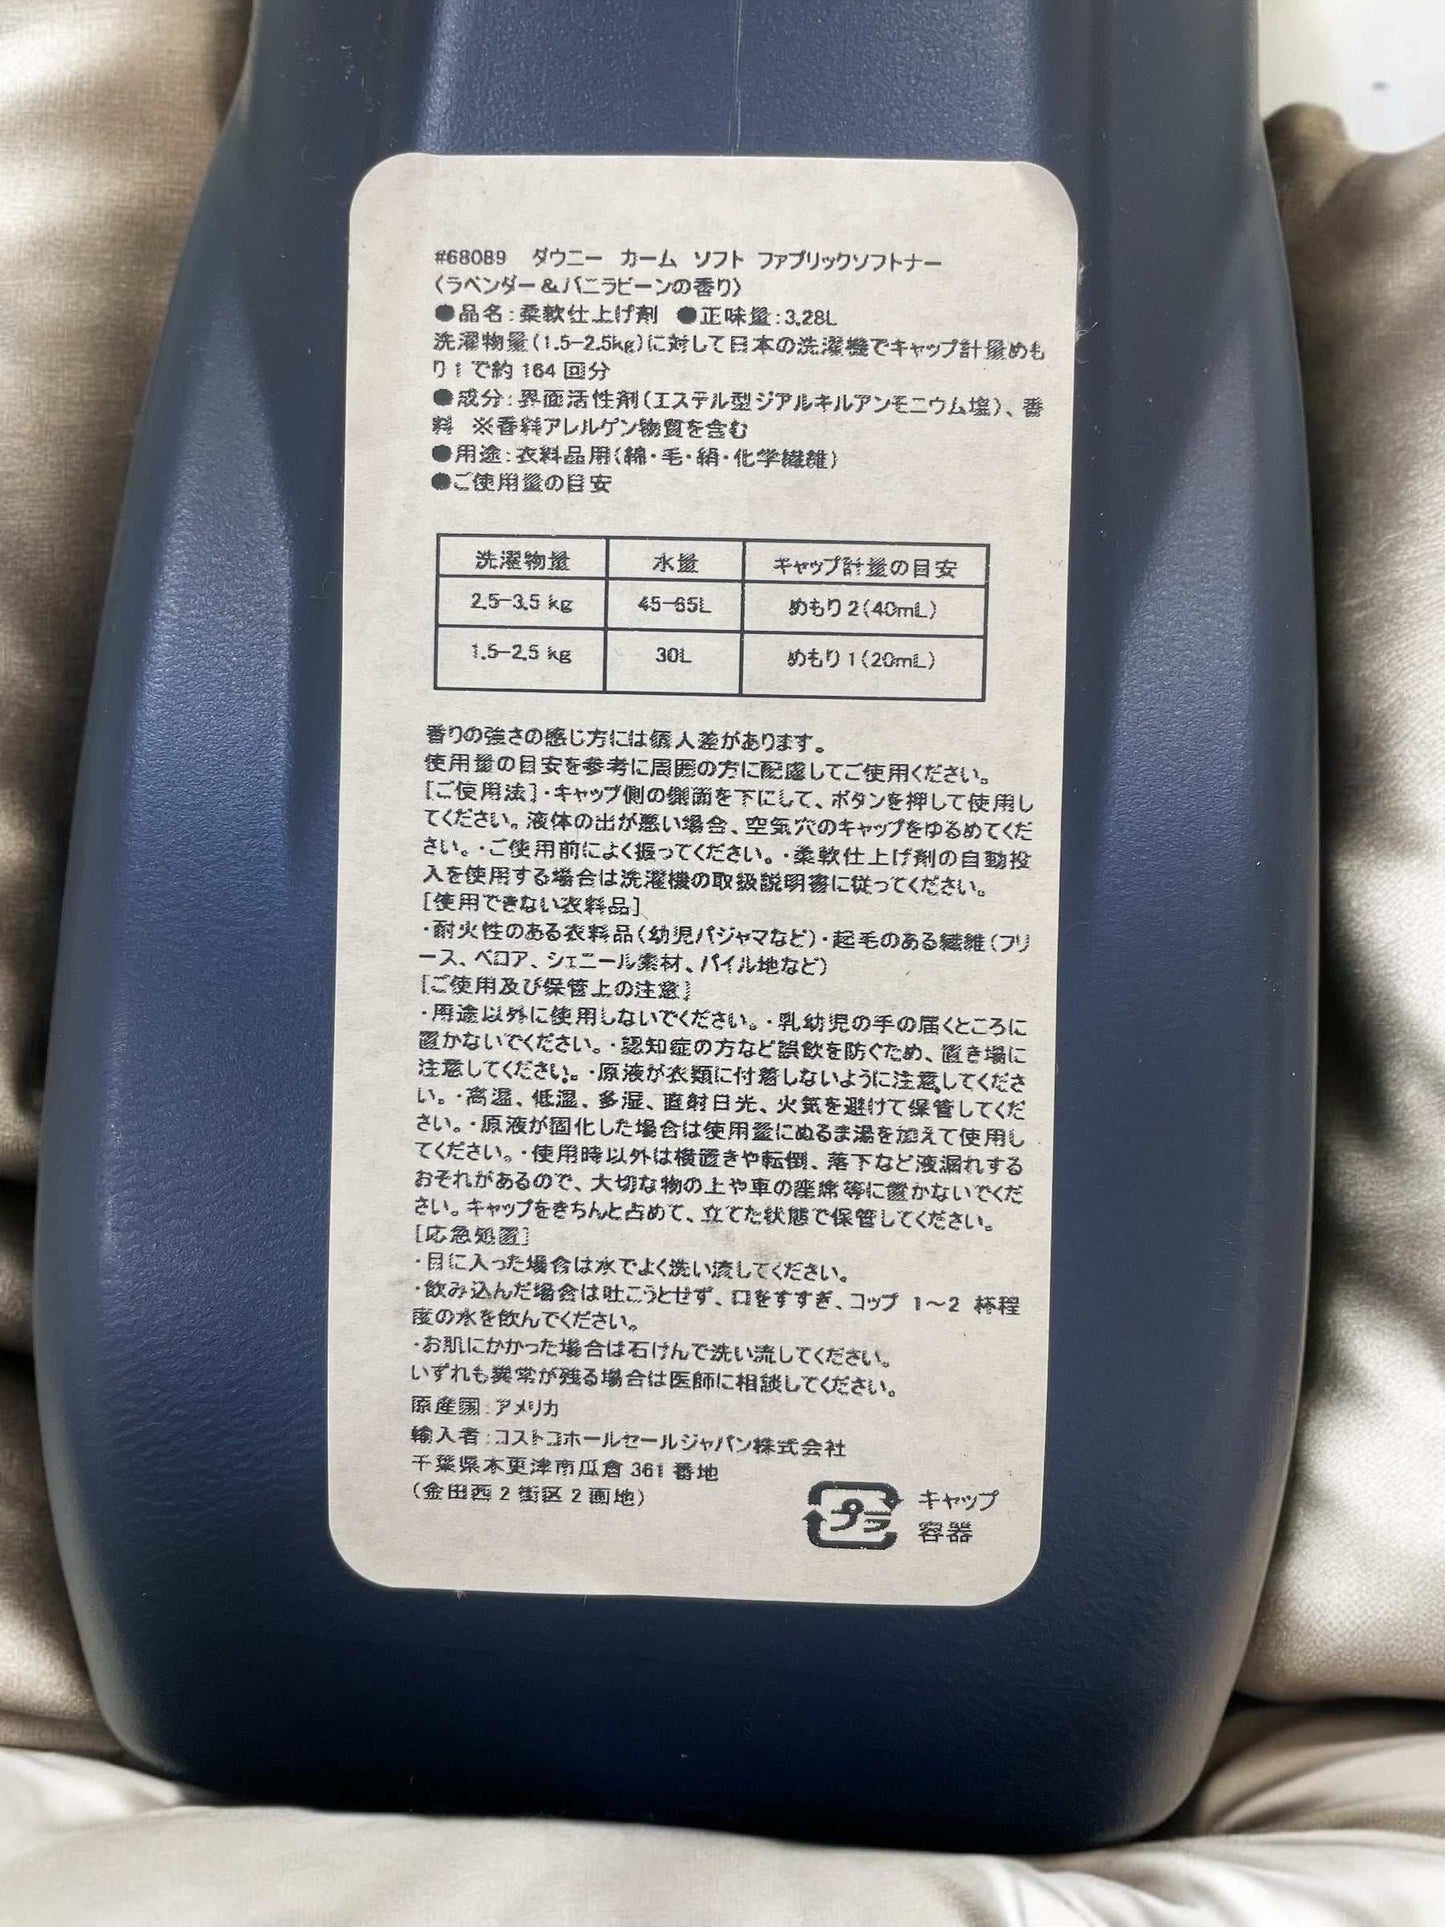 #68089 ダウニー カーム ソフト ファブリックソフトナー
〈ラベンダー&バニラビーンの香り〉
●品名:柔軟仕上げ剤 ●正味量:3.28L
洗濯物量(1.5-2.5kg)に対して日本の洗濯機でキャップ計量めも
り1で約164回分
●成分:界面活性剤(エステル型ジアルキルアンモニウム塩)、香
料 ※香料アレルゲン物質を含む
●用途:衣料品用(綿・毛・絹・化学繊維)
●ご使用量の目安
洗濯物量 水量 キャップ計量の目安
2.5-3.5 kg 45-65L めもり2(40mL)
1.5-2.5 kg 30L めもり1(20mL)
香りの強さの感じ方には個人差があります。
使用量の目安を参考に周囲の方に配慮してご使用ください。
[ご使用法]・キャップ側の側面を下にして、ボタンを押して使用し
てください。液体の出が悪い場合、空気穴のキャップをゆるめてくだ
さい。・ご使用前によく振ってください。・柔軟仕上げ剤の自動投
入を使用する場合は洗濯機の取扱説明書に従ってください。
[使用できない衣料品]
・耐火性のある衣料品(幼児パジャマなど)・起毛のある繊維(フリ
ース、ベロア、シェニール素材、パイル地など)
[ご使用及び保管上の注意]
・用途以外に使用しないでください。・乳幼児の手の届くところに
置かないでください。・認知症の方など誤飲を防ぐため、置き場に
注意してください。・原液が衣類に付着しないように注意してくださ
い。・高温、低温、多湿、直射日光、火気を避けて保管してくだ
さい。・原液が固化した場合は使用量にぬるま湯を加えて使用し
てください。・使用時以外は横置きや転倒、落下など液漏れする
おそれがあるので、大切な物の上や車の座席等に置かないでくだ
さい。キャップをきちんと占めて、立てた状態で保管してください。
[応急処置]
・目に入った場合は水でよく洗い流してください。
・飲み込んだ場合は吐こうとせず、口をすすぎ、コップ 1～2 杯程
度の水を飲んでください。
・お肌にかかった場合は石けんで洗い流してください。
いずれも異常が残る場合は医師に相談してください。
原産国:アメリカ
輸入者:コストコホールセールジャパン株式会社
千葉県木更津市瓜倉 361 番地
(金田西 2 街区 2 画地)
プラ キャップ
容器